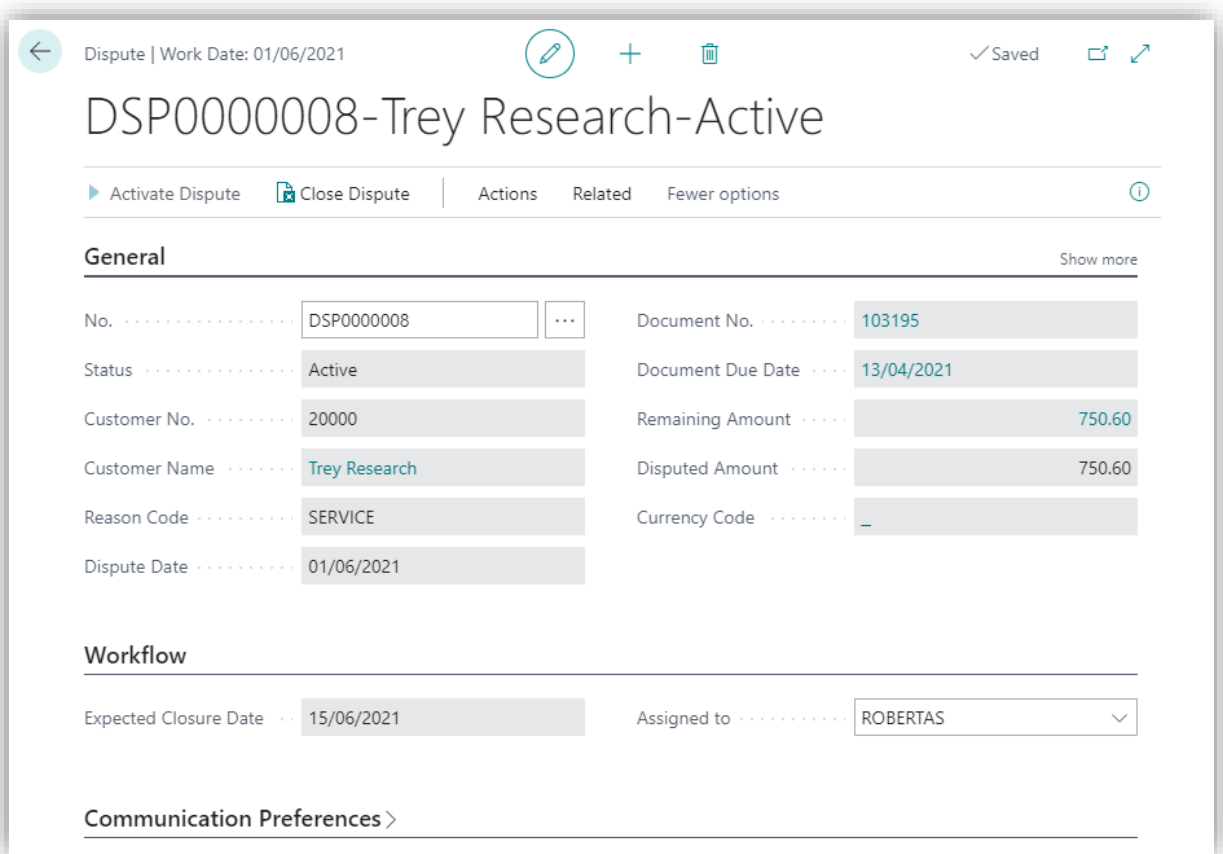 Dispute | Work Date: 01/06/2021
Saved
DSP0000008-Trey Research-Active
Activate Dispute Close Dispute Actions Related Fewer options
General Show more
No. DSP0000008 ... Document No. 103195
Status Active Document Due Date 13/04/2021
Customer No. 20000 Remaining Amount 750.60
Customer Name Trey Research Disputed Amount 750.60
Reason Code SERVICE Currency Code _
Dispute Date 01/06/2021
Workflow
Expected Closure Date 15/06/2021 Assigned to ROBERTAS
Communication Preferences